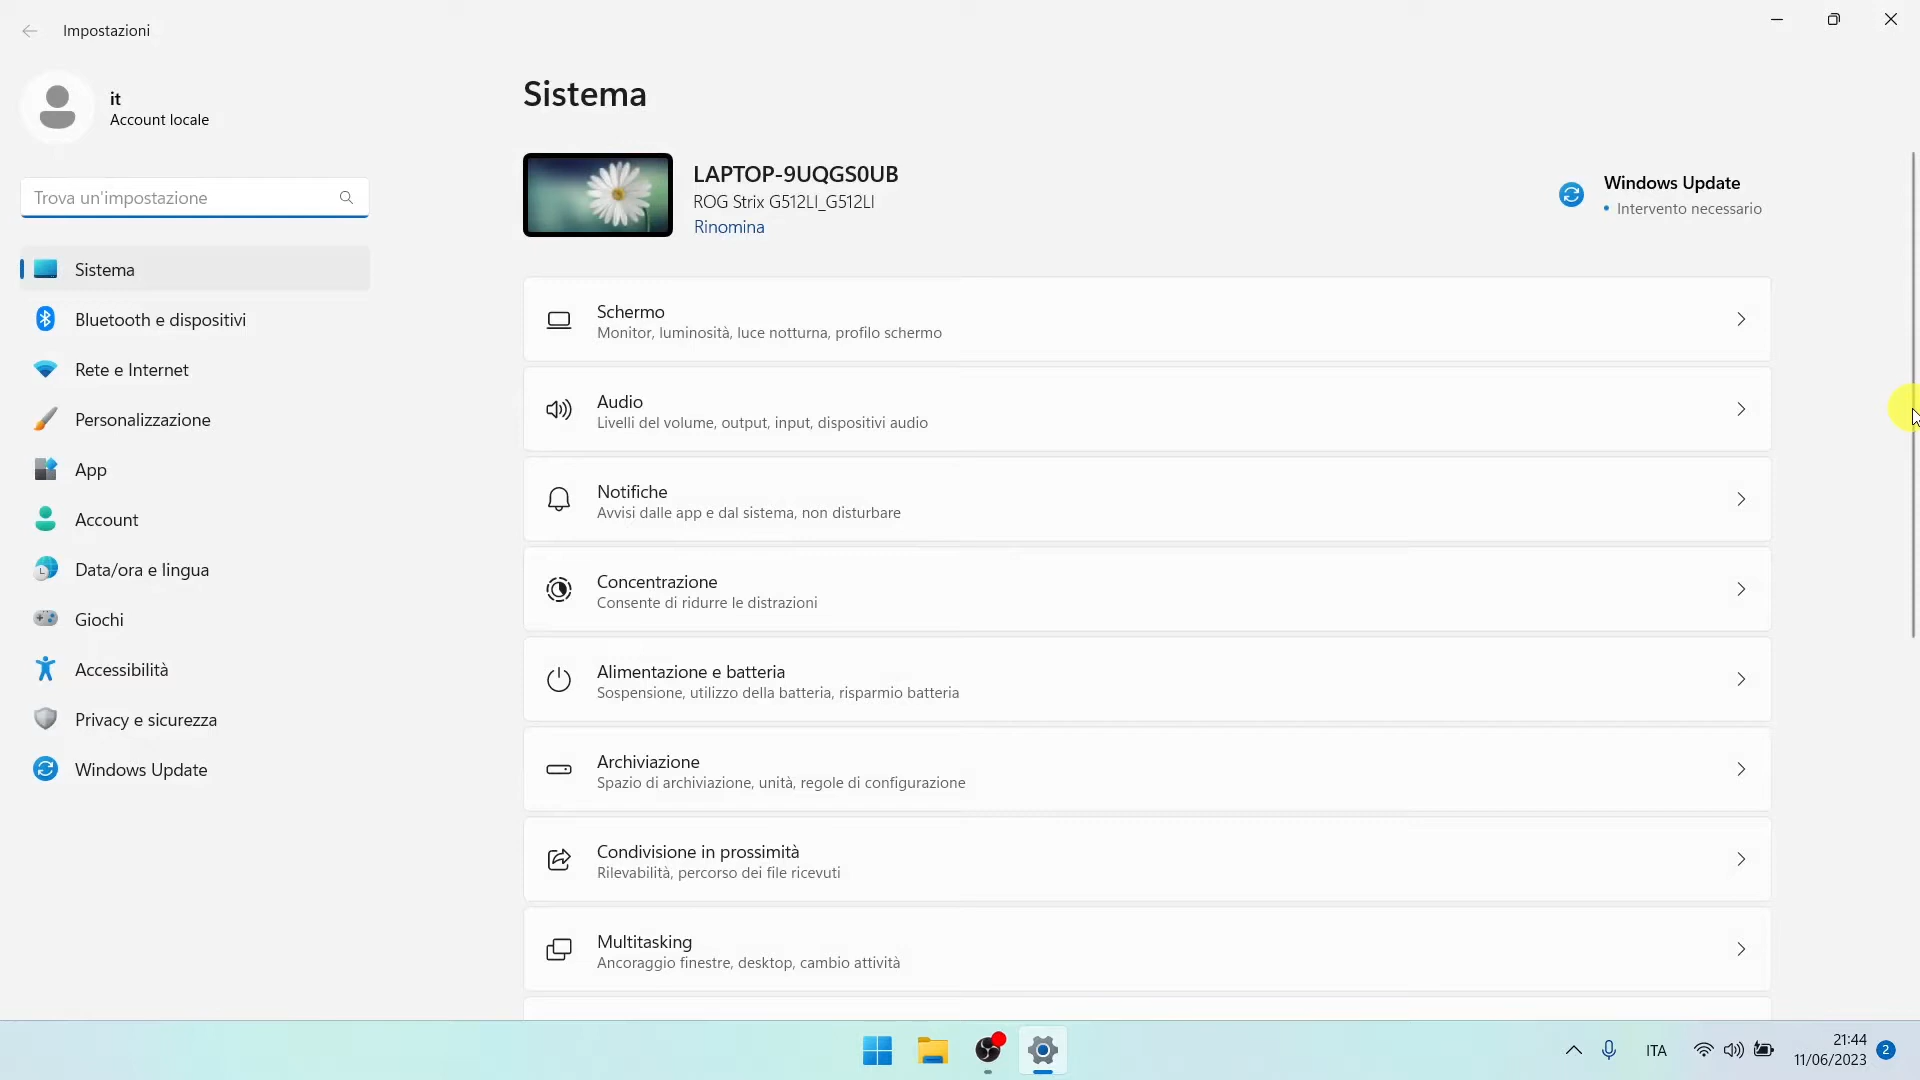 Impostazioni
it
Account locale
Trova un'impostazione
Sistema
Bluetooth e dispositivi
Rete e Internet
Personalizzazione
App
Account
Data/ora e lingua
Giochi
Accessibilità
Privacy e sicurezza
Windows Update
Sistema
LAPTOP-9UQGS0UB
ROG Strix G512LI_G512LI
Rinomina
Windows Update
• Intervento necessario
Schermo
Monitor, luminosità, luce notturna, profilo schermo
Audio
Livelli del volume, output, input, dispositivi audio
Notifiche
Avvisi dalle app e dal sistema, non disturbare
Concentrazione
Consente di ridurre le distrazioni
Alimentazione e batteria
Sospensione, utilizzo della batteria, risparmio batteria
Archiviazione
Spazio di archiviazione, unità, regole di configurazione
Condivisione in prossimità
Rilevabilità, percorso dei file ricevuti
Multitasking
Ancoraggio finestre, desktop, cambio attività
ITA
21:44
11/06/2023
2